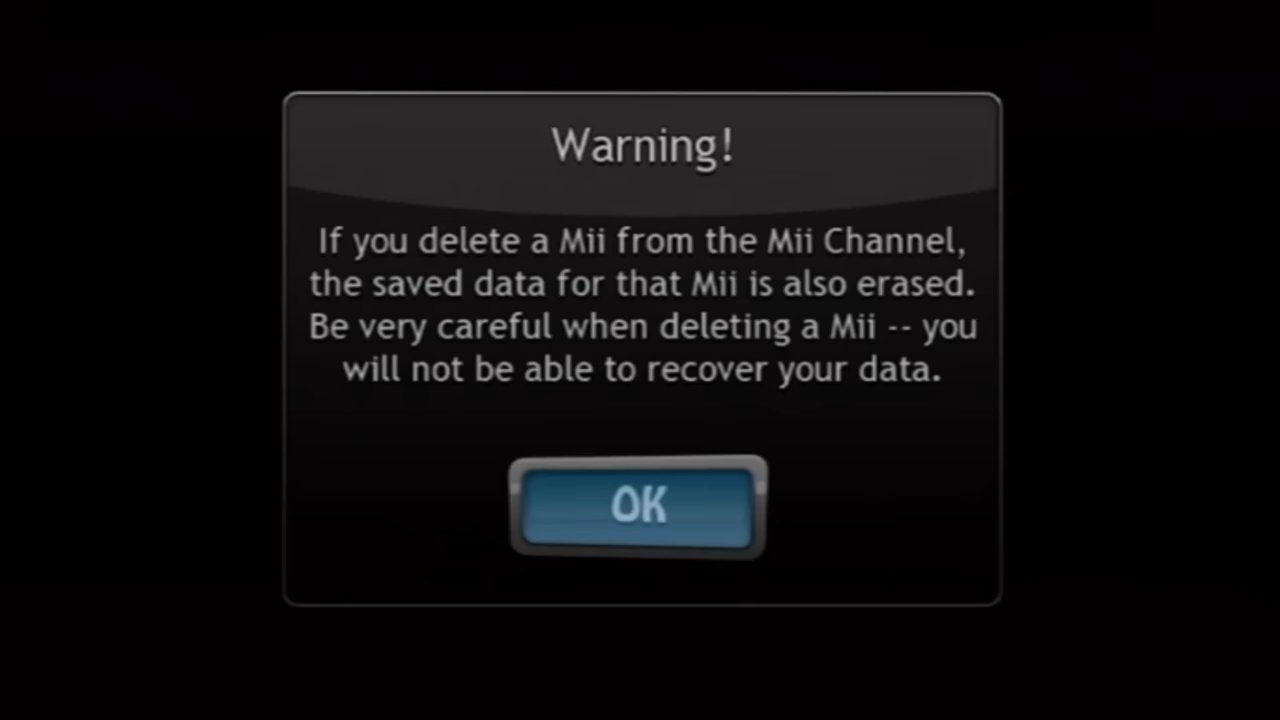 Warning!
If you delete a Mii from the Mii Channel,
the saved data for that Mii is also erased.
Be very careful when deleting a Mii -- you
will not be able to recover your data.
OK